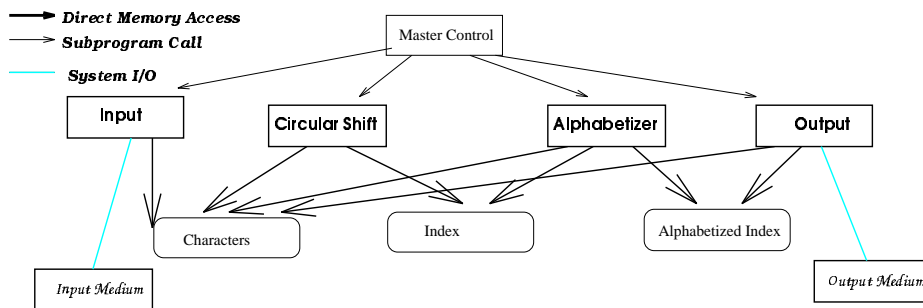 Direct Memory Access
Subprogram Call
System I/O
Master Control
Input
Circular Shift
Alphabetizer
Output
Characters
Index
Alphabetized Index
Input Medium
Output Medium